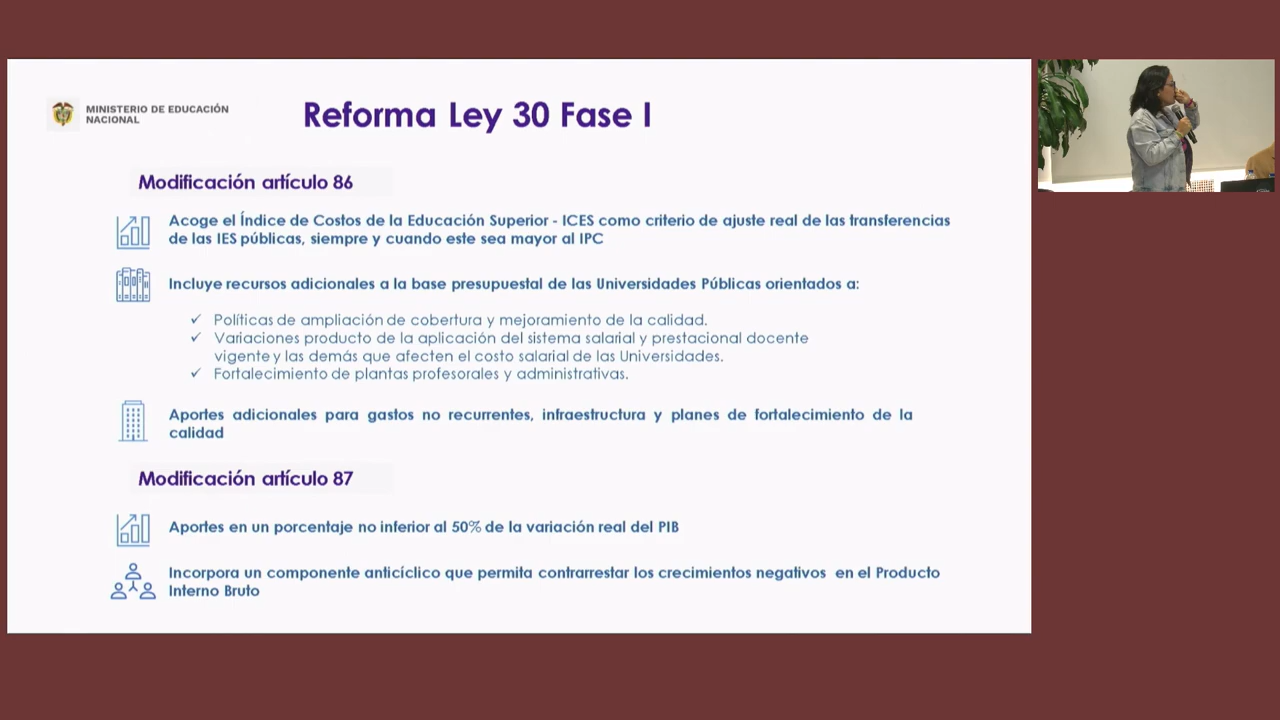 MINISTERIO DE EDUCACIÓN
NACIONAL
Reforma Ley 30 Fase I
Modificación artículo 86
Acoge el Índice de Costos de la Educación Superior - ICES como criterio de ajuste real de las transferencias
de las IES públicas, siempre y cuando este sea mayor al IPC
Incluye recursos adicionales a la base presupuestal de las Universidades Públicas orientados a:
✓ Políticas de ampliación de cobertura y mejoramiento de la calidad.
✓ Variaciones producto de la aplicación del sistema salarial y prestacional docente
vigente y las demás que afecten el costo salarial de las Universidades.
✓ Fortalecimiento de plantas profesorales y administrativas.
Aportes adicionales para gastos no recurrentes, infraestructura y planes de fortalecimiento de la
calidad
Modificación artículo 87
Aportes en un porcentaje no inferior al 50% de la variación real del PIB
Incorpora un componente anticíclico que permita contrarrestar los crecimientos negativos en el Producto
Interno Bruto